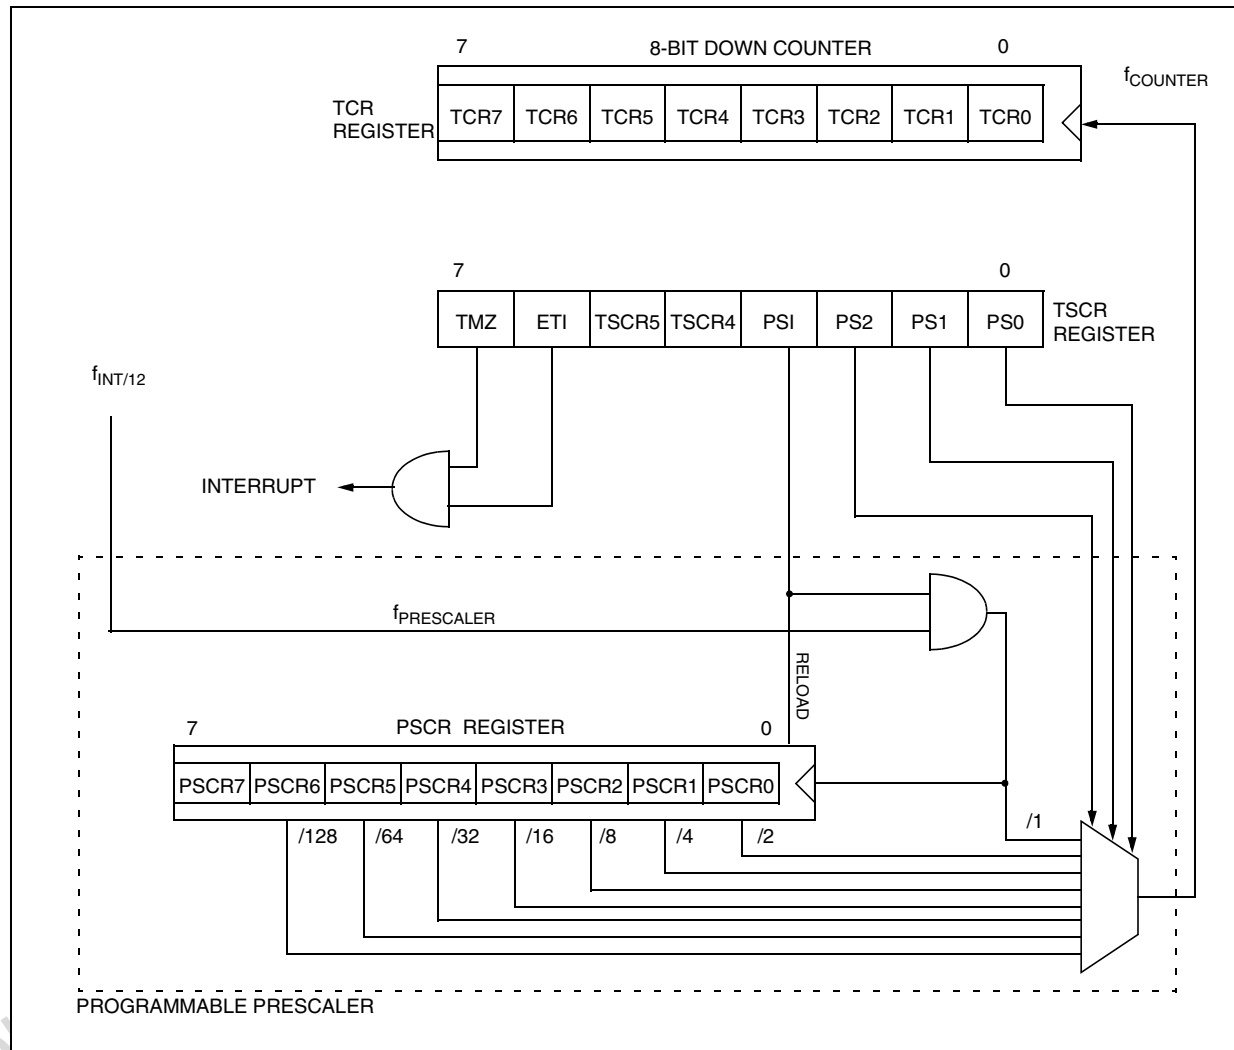 7 8-BIT DOWN COUNTER 0
fCOUNTER
TCR
REGISTER
TCR7 TCR6 TCR5 TCR4 TCR3 TCR2 TCR1 TCR0
7 0
TMZ ETI TSCR5 TSCR4 PSI PS2 PS1 PS0
TSCR
REGISTER
fINT/12
INTERRUPT
fPRESCALER
RELOAD
7 PSCR REGISTER 0
PSCR7 PSCR6 PSCR5 PSCR4 PSCR3 PSCR2 PSCR1 PSCR0
/1
/128 /64 /32 /16 /8 /4 /2
PROGRAMMABLE PRESCALER